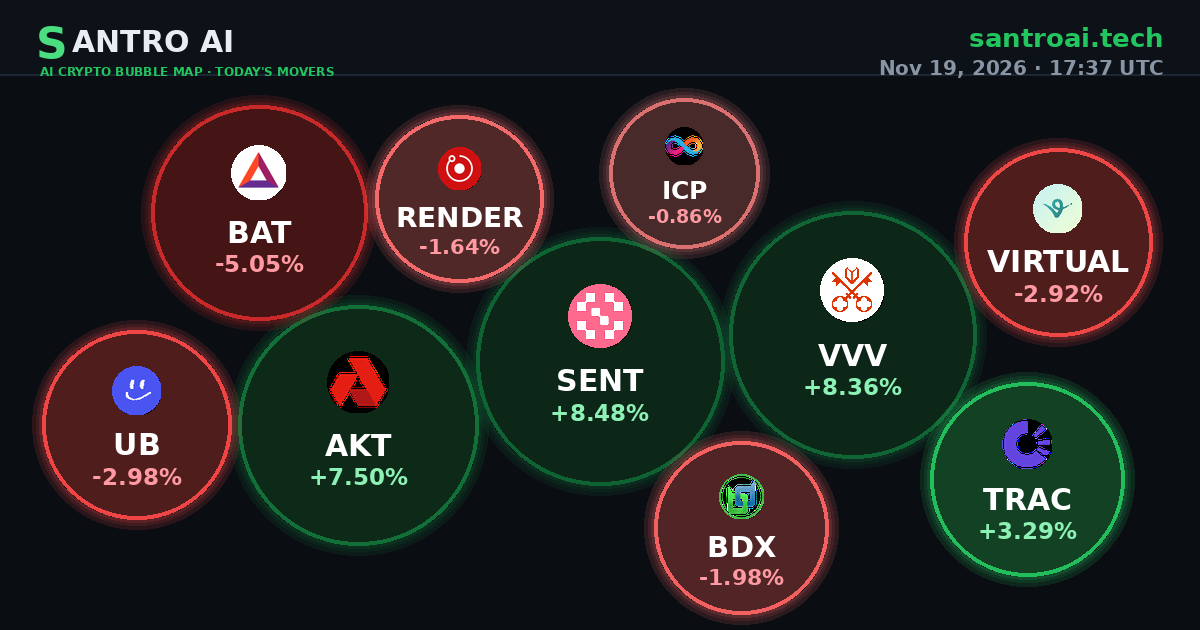 SANTRO AI
AI CRYPTO BUBBLE MAP · TODAY'S MOVERS
santroai.tech
Nov 19, 2026 · 17:37 UTC
BAT
-5.05%
RENDER
-1.64%
ICP
-0.86%
VIRTUAL
-2.92%
UB
-2.98%
AKT
+7.50%
SENT
+8.48%
VVV
+8.36%
BDX
-1.98%
TRAC
+3.29%